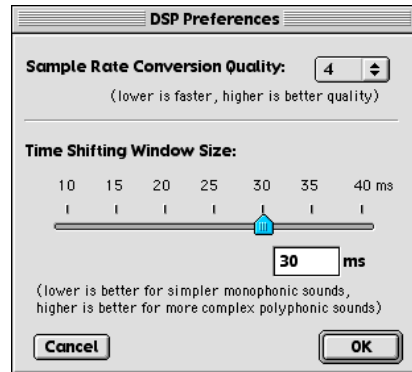 DSP Preferences
Sample Rate Conversion Quality: 4
(lower is faster, higher is better quality)
Time Shifting Window Size:
10 15 20 25 30 35 40 ms
30 ms
(lower is better for simpler monophonic sounds,
higher is better for more complex polyphonic sounds)
Cancel OK